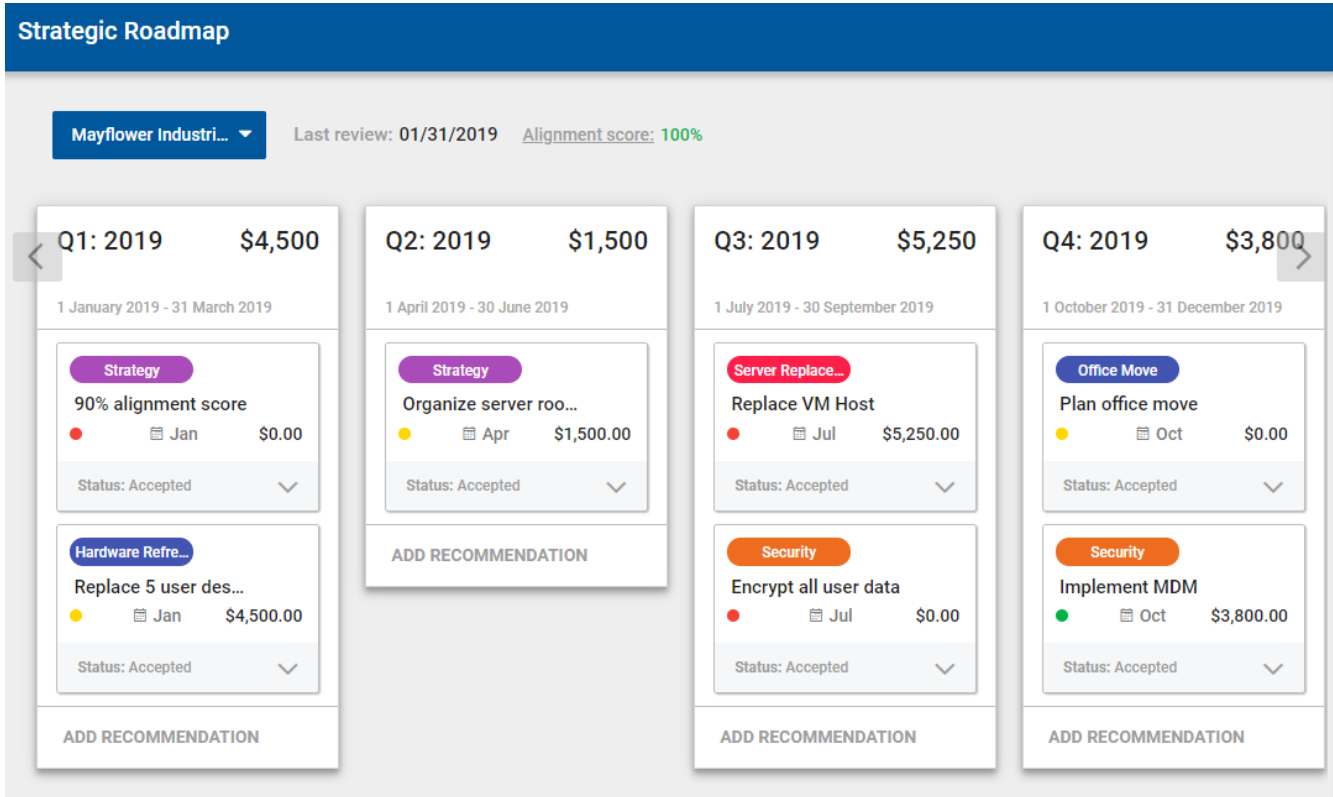 Strategic Roadmap
Mayflower Industri... Last review: 01/31/2019 Alignment score: 100%
Q1: 2019 $4,500
1 January 2019 - 31 March 2019
Strategy
90% alignment score
Jan $0.00
Status: Accepted
Hardware Refre...
Replace 5 user des...
Jan $4,500.00
Status: Accepted
ADD RECOMMENDATION
Q2: 2019 $1,500
1 April 2019 - 30 June 2019
Strategy
Organize server roo...
Apr $1,500.00
Status: Accepted
ADD RECOMMENDATION
Q3: 2019 $5,250
1 July 2019 - 30 September 2019
Server Replace...
Replace VM Host
Jul $5,250.00
Status: Accepted
Security
Encrypt all user data
Jul $0.00
Status: Accepted
ADD RECOMMENDATION
Q4: 2019 $3,800
1 October 2019 - 31 December 2019
Office Move
Plan office move
Oct $0.00
Status: Accepted
Security
Implement MDM
Oct $3,800.00
Status: Accepted
ADD RECOMMENDATION